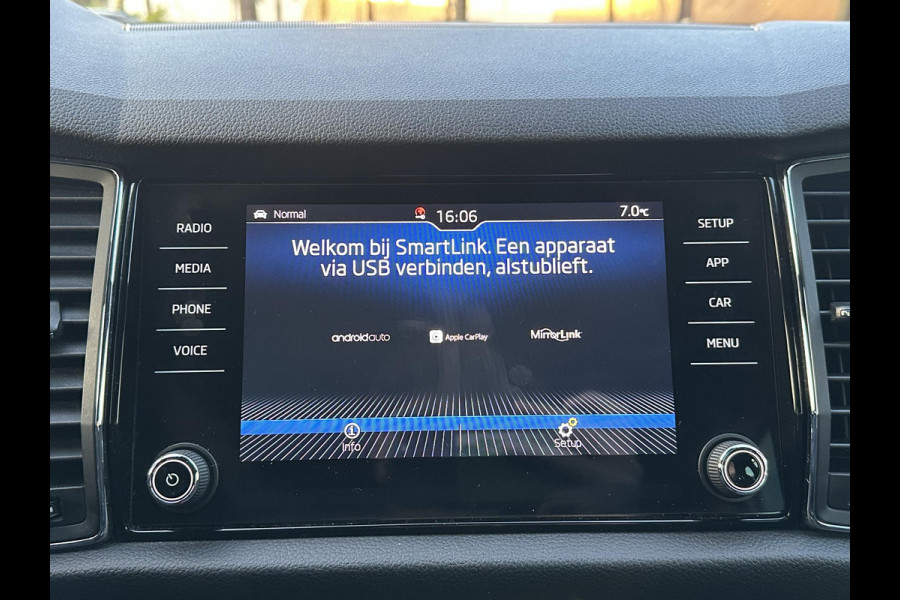 Normal
16:06
7.0°C
RADIO
MEDIA
PHONE
VOICE
Welkom bij SmartLink. Een apparaat
via USB verbinden, alstublieft.
androidauto
Apple CarPlay
MirrorLink
Info
Setup
SETUP
APP
CAR
MENU